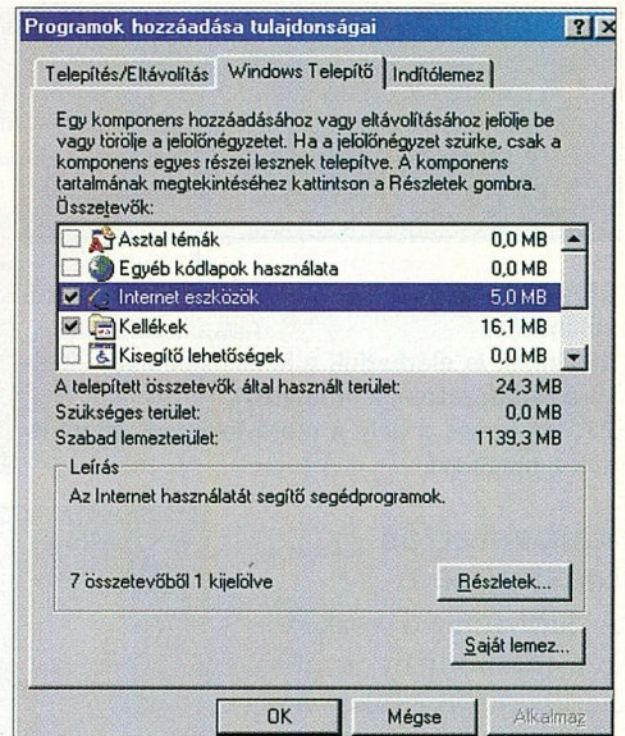 Programok hozzáadása tulajdonságai
Telepítés/Eltávolítás Windows Telepítő Indítólemez
Egy komponens hozzáadásához vagy eltávolításához jelölje be
vagy törölje a jelölőnégyzetet. Ha a jelölőnégyzet szürke, csak a
komponens egyes részei lesznek telepítve. A komponens
tartalmának megtekintéséhez kattintson a Részletek gombra.
Összetevők:
Asztal témák 0,0 MB
Egyéb kódlapok használata 0,0 MB
Internet eszközök 5,0 MB
Kellékek 16,1 MB
Kisegítő lehetőségek 0,0 MB
A telepített összetevők által használt terület: 24,3 MB
Szükséges terület: 0,0 MB
Szabad lemezterület: 1139,3 MB
Leírás
Az Internet használatát segítő segédprogramok.
7 összetevőből 1 kijelölve
Részletek...
Saját lemez...
OK Mégse Alkalmaz